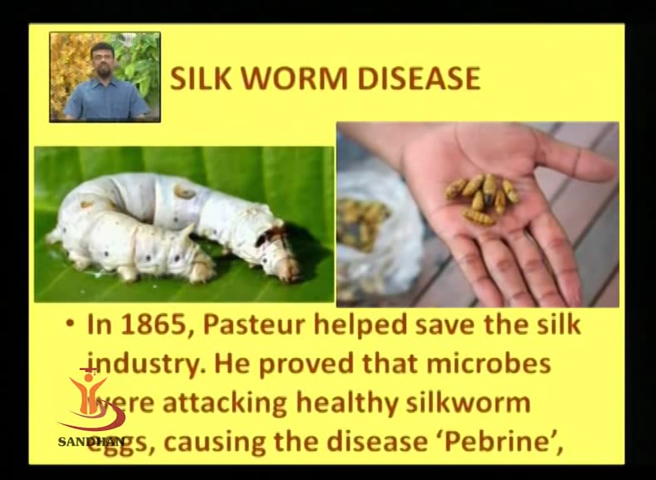 SILK WORM DISEASE
• In 1865, Pasteur helped save the silk
industry. He proved that microbes
were attacking healthy silkworm
eggs, causing the disease ‘Pebrine’,
SANDHAN